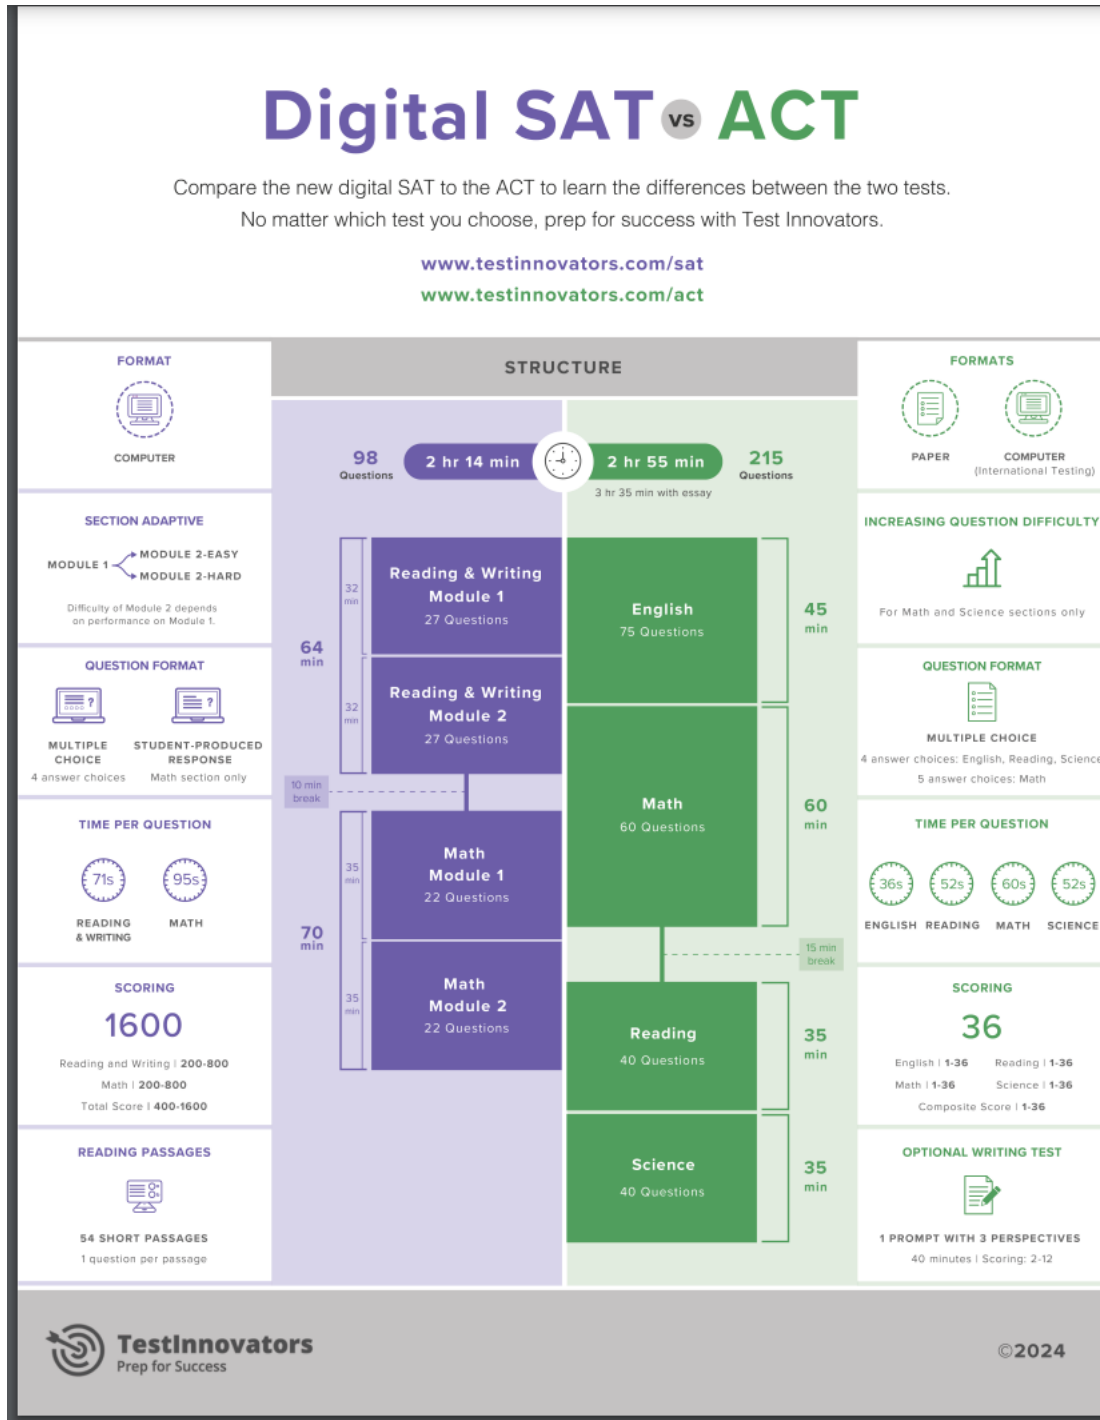 Digital SAT vs ACT
Compare the new digital SAT to the ACT to learn the differences between the two tests.
No matter which test you choose, prep for success with Test Innovators.
www.testinnovators.com/sat
www.testinnovators.com/act
FORMAT
COMPUTER
SECTION ADAPTIVE
MODULE 1
MODULE 2-EASY
MODULE 2-HARD
Difficulty of Module 2 depends
on performance on Module 1.
QUESTION FORMAT
?
?
MULTIPLE
CHOICE
4 answer choices
STUDENT-PRODUCED
RESPONSE
Math section only
TIME PER QUESTION
71s
95s
READING
& WRITING
MATH
SCORING
1600
Reading and Writing | 200-800
Math | 200-800
Total Score | 400-1600
READING PASSAGES
54 SHORT PASSAGES
1 question per passage
STRUCTURE
98
Questions
2 hr 14 min
2 hr 55 min
215
Questions
3 hr 35 min with essay
64
min
32
min
Reading & Writing
Module 1
27 Questions
32
min
Reading & Writing
Module 2
27 Questions
10 min
break
70
min
35
min
Math
Module 1
22 Questions
35
min
Math
Module 2
22 Questions
English
75 Questions
45
min
Math
60 Questions
60
min
15 min
break
Reading
40 Questions
35
min
Science
40 Questions
35
min
FORMATS
PAPER
COMPUTER
(International Testing)
INCREASING QUESTION DIFFICULTY
For Math and Science sections only
QUESTION FORMAT
MULTIPLE CHOICE
4 answer choices: English, Reading, Science
5 answer choices: Math
TIME PER QUESTION
36s
52s
60s
52s
ENGLISH
READING
MATH
SCIENCE
SCORING
36
English | 1-36
Reading | 1-36
Math | 1-36
Science | 1-36
Composite Score | 1-36
OPTIONAL WRITING TEST
1 PROMPT WITH 3 PERSPECTIVES
40 minutes | Scoring: 2-12
TestInnovators
Prep for Success
©2024